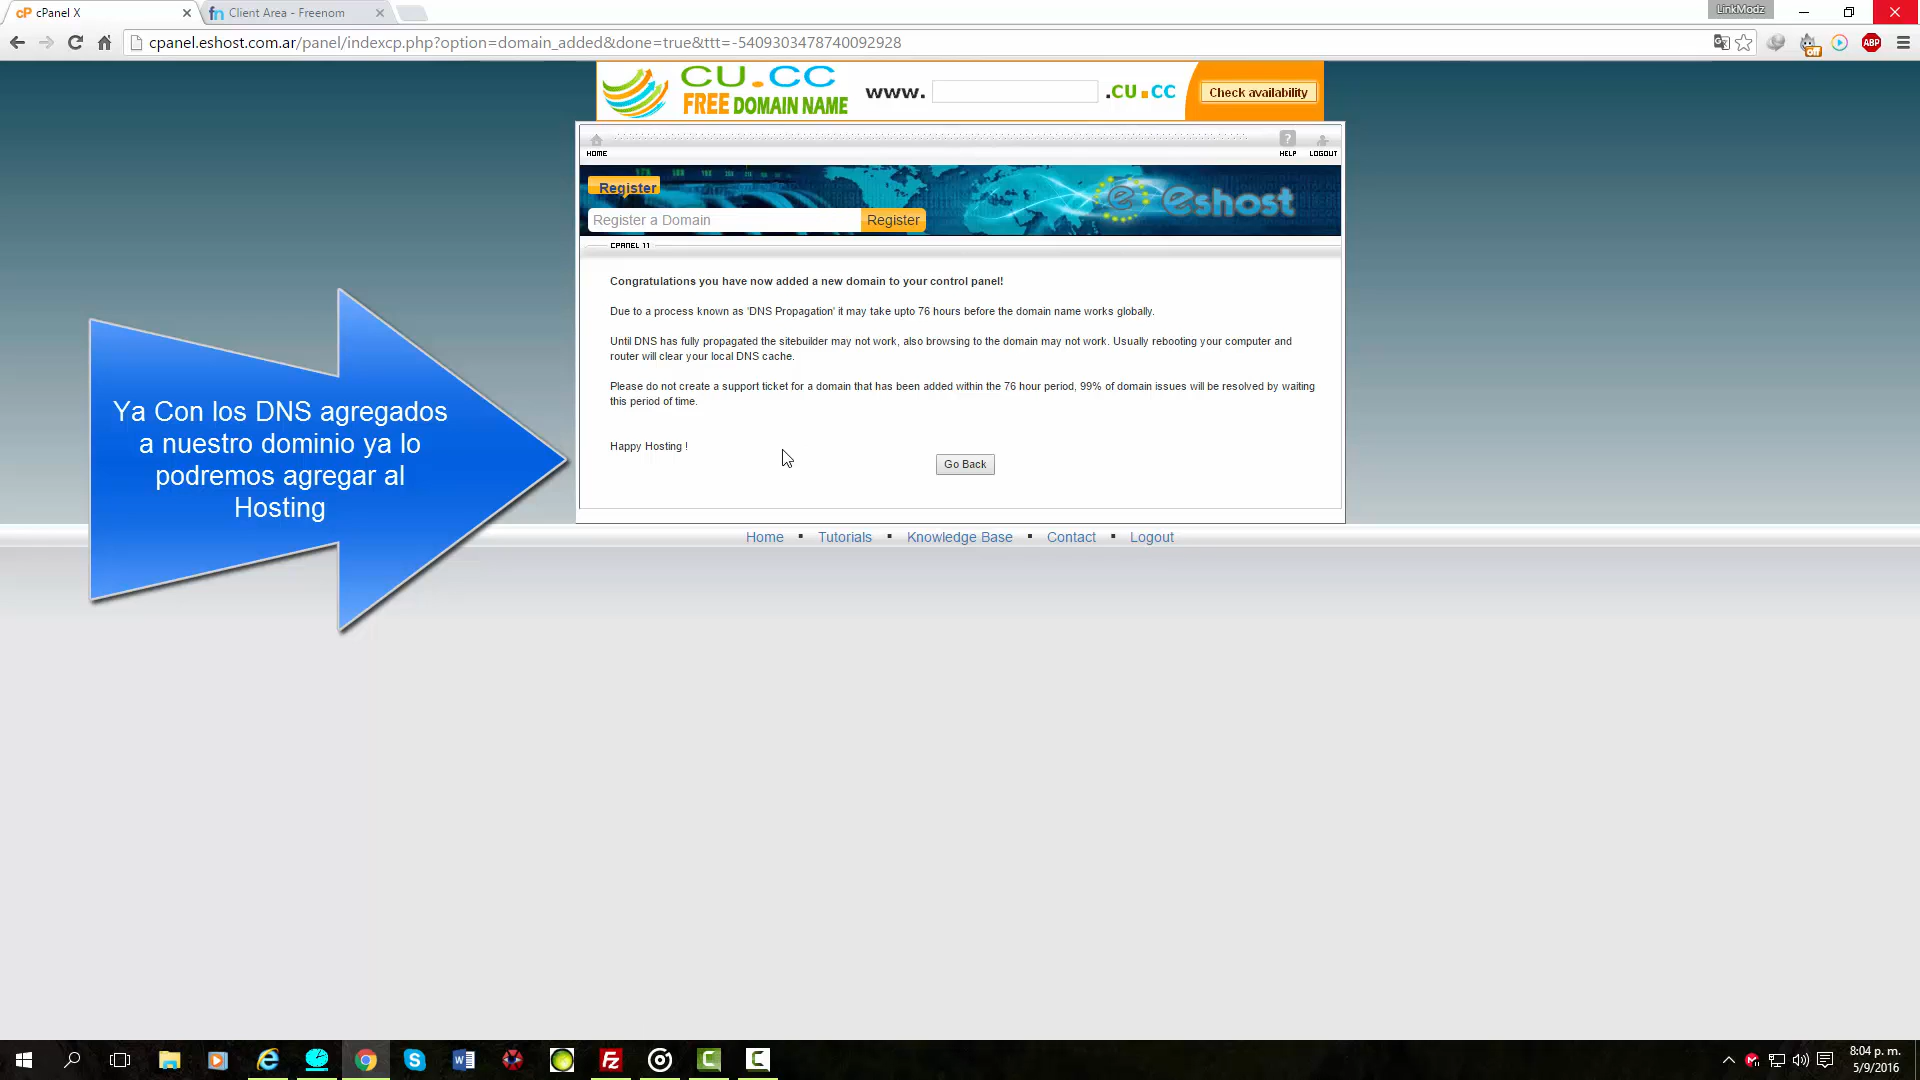 cPanel X
Client Area - Freenom
LinkModz
cpanel.eshost.com.ar/panel/indexcp.php?option=domain_added&done=true&ttt=-5409303478740092928
CU.CC
FREE DOMAIN NAME
www.
.CU.CC
Check availability
HOME
HELP
LOGOUT
Register
Register a Domain
Register
eshost
CPANEL 11
Congratulations you have now added a new domain to your control panel!
Due to a process known as 'DNS Propagation' it may take upto 76 hours before the domain name works globally.
Until DNS has fully propagated the sitebuilder may not work, also browsing to the domain may not work. Usually rebooting your computer and
router will clear your local DNS cache.
Please do not create a support ticket for a domain that has been added within the 76 hour period, 99% of domain issues will be resolved by waiting
this period of time.
Happy Hosting !
Go Back
Ya Con los DNS agregados
a nuestro dominio ya lo
podremos agregar al
Hosting
Home ▪ Tutorials ▪ Knowledge Base ▪ Contact ▪ Logout
8:04 p. m.
5/9/2016